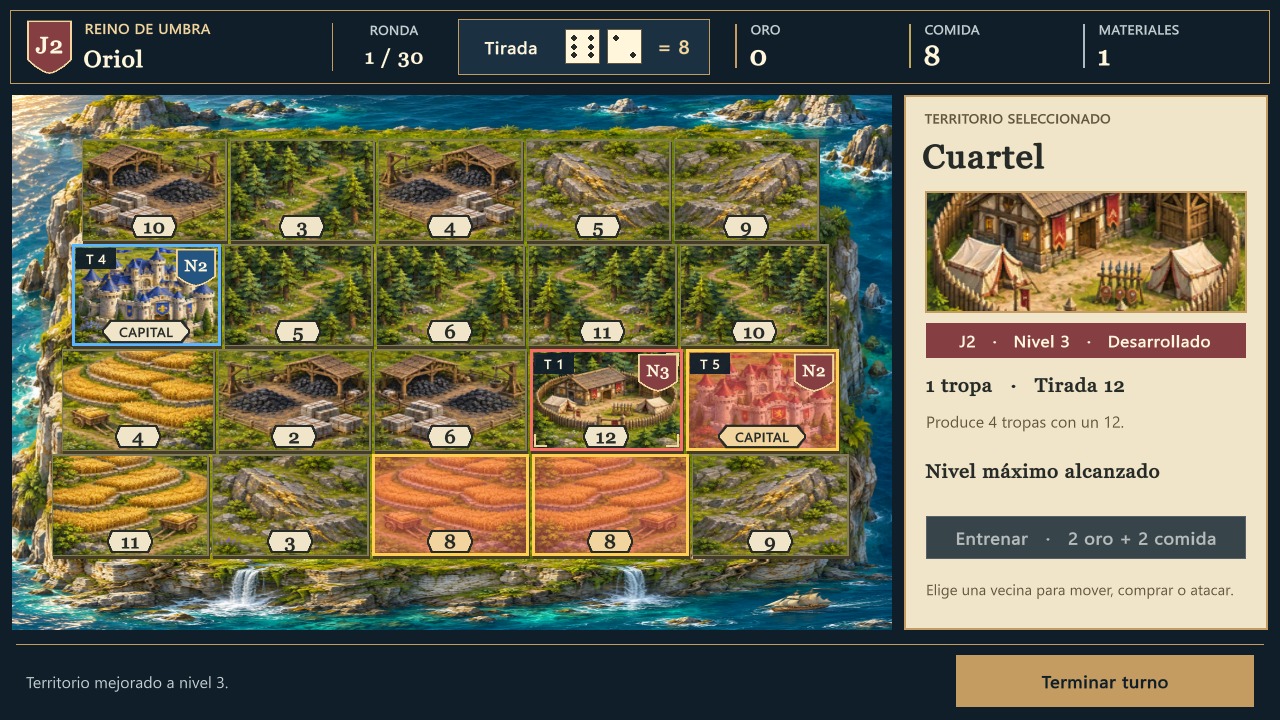 J2
REINO DE UMBRA
Oriol
RONDA
1 / 30
Tirada
= 8
ORO
0
COMIDA
8
MATERIALES
1
10
3
4
5
9
T 4
N2
CAPITAL
5
6
11
10
4
2
6
T 1
N3
12
T 5
N2
CAPITAL
11
3
8
8
9
TERRITORIO SELECCIONADO
Cuartel
J2 · Nivel 3 · Desarrollado
1 tropa · Tirada 12
Produce 4 tropas con un 12.
Nivel máximo alcanzado
Entrenar · 2 oro + 2 comida
Elige una vecina para mover, comprar o atacar.
Territorio mejorado a nivel 3.
Terminar turno